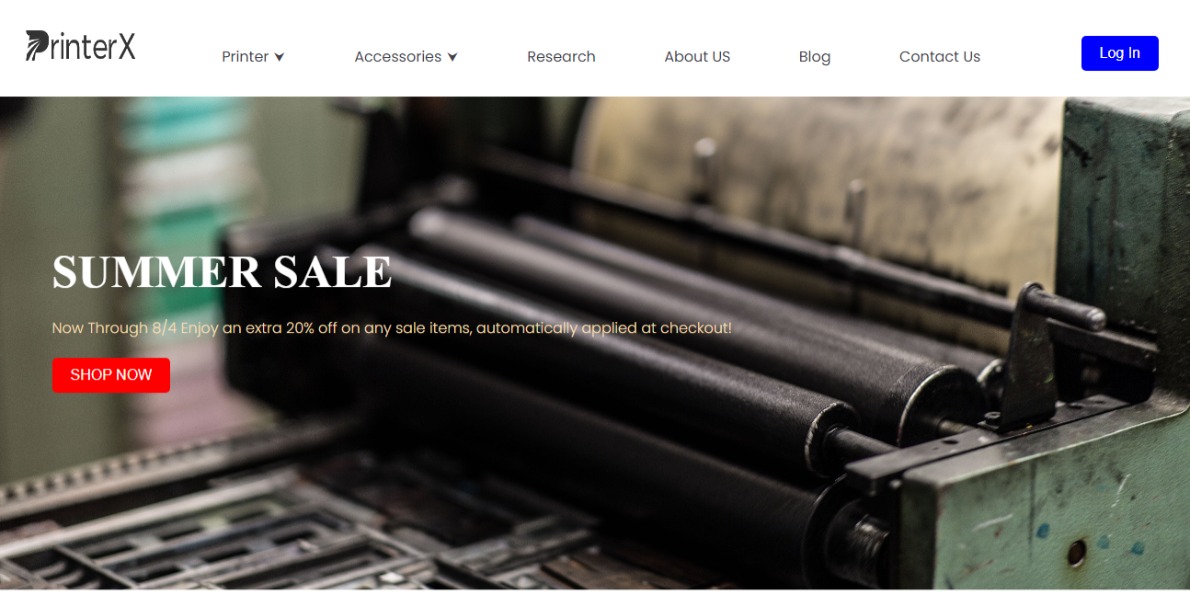 PrinterX
Printer Accessories Research About US Blog Contact Us Log In
SUMMER SALE
Now Through 8/4 Enjoy an extra 20% off on any sale items, automatically applied at checkout!
SHOP NOW